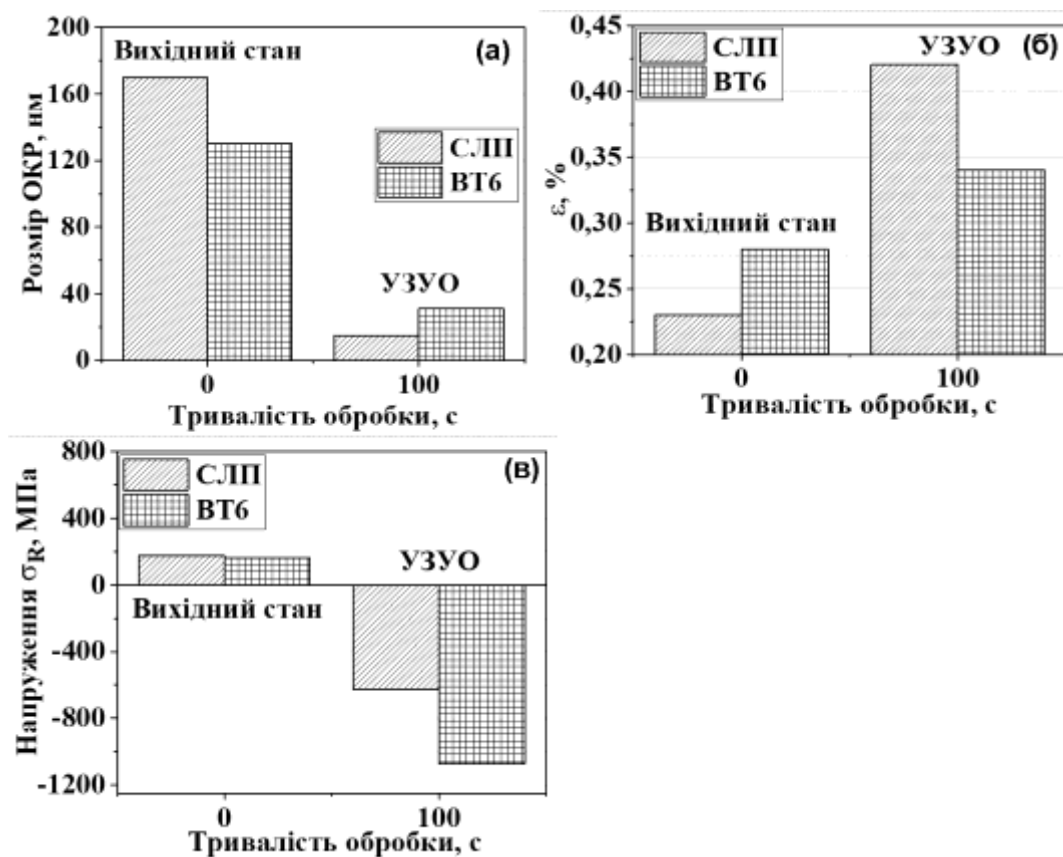 200
160
120
80
40
0
Розмір ОКР, нм
Вихідний стан
(а)
СЛП
ВТ6
УЗУО
0
100
Тривалість обробки, с
0,45
0,40
0,35
0,30
0,25
0,20
ε, %
СЛП
ВТ6
УЗУО
(б)
Вихідний стан
0
100
Тривалість обробки, с
800
400
0
-400
-800
-1200
Напруження σR, МПа
СЛП
ВТ6
(в)
УЗУО
Вихідний стан
0
100
Тривалість обробки, с